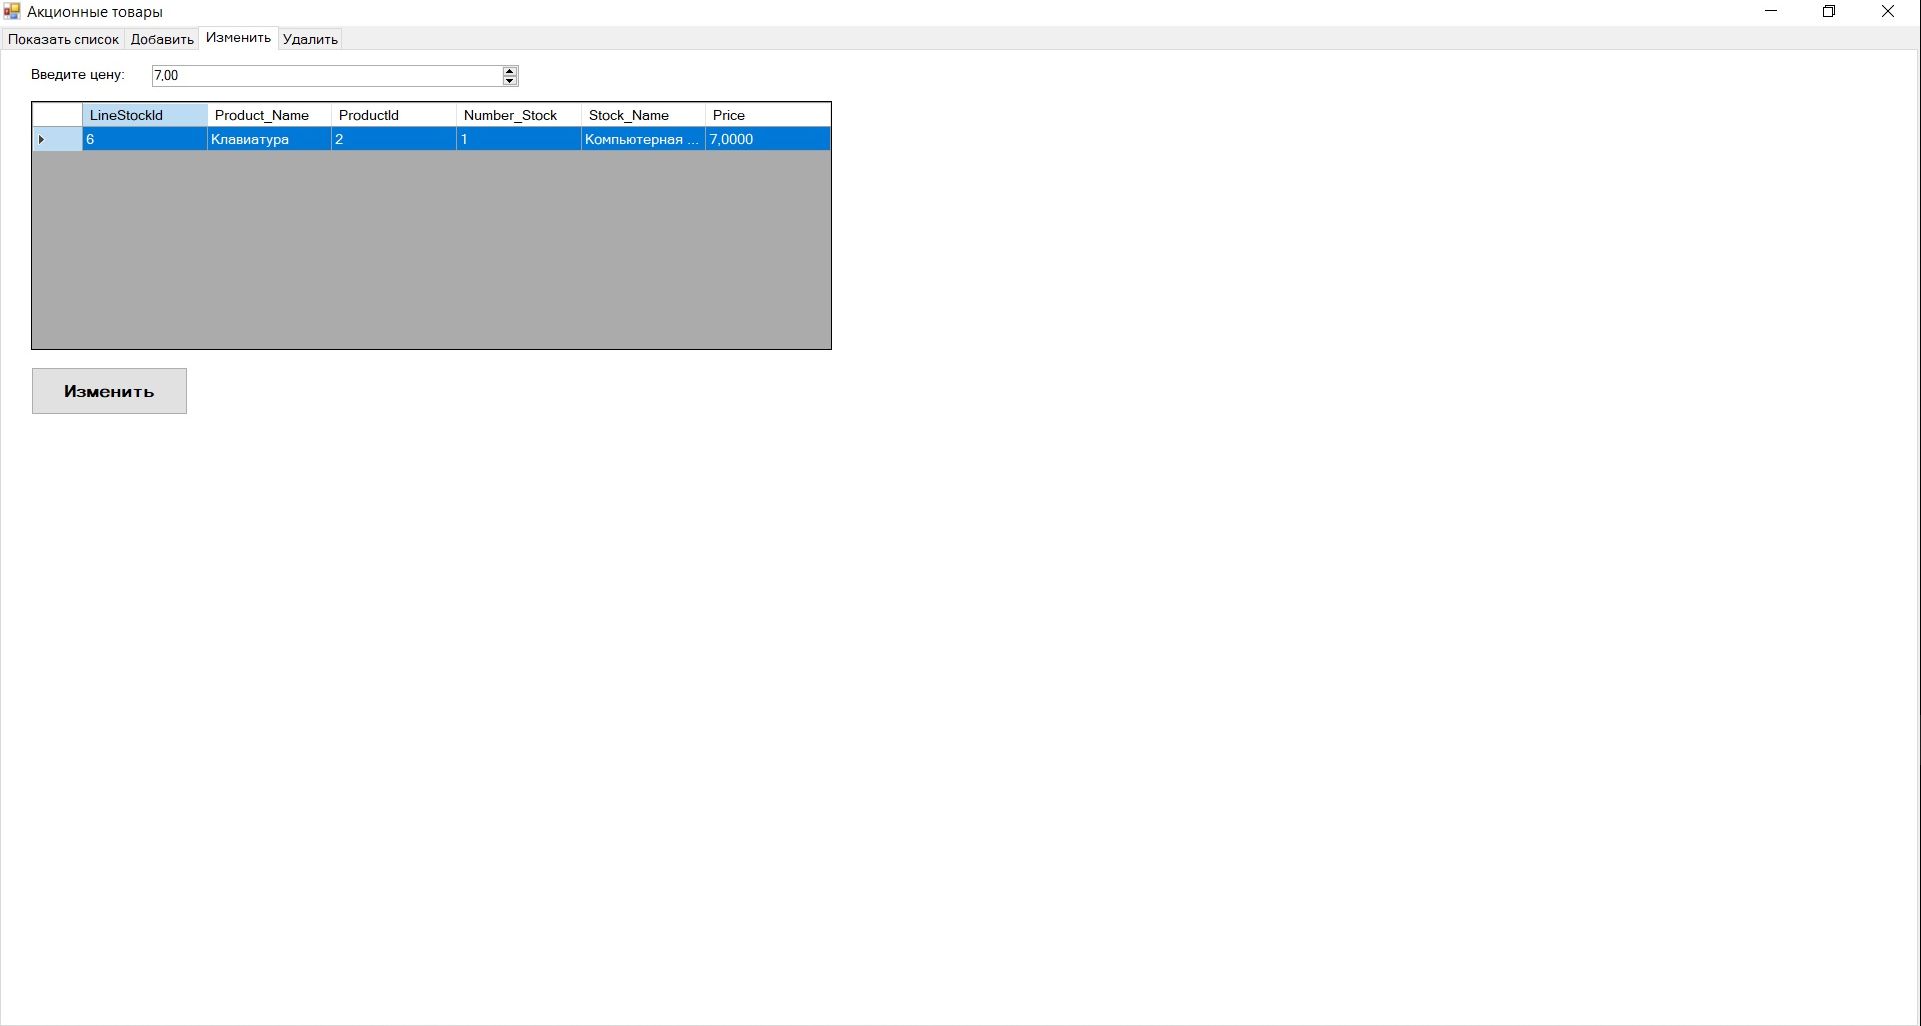 Акционные товары
Показать список Добавить Изменить Удалить
Введите цену: 7,00
LineStockId Product_Name ProductId Number_Stock Stock_Name Price
6 Клавиатура 2 1 Компьютерная ... 7,0000
Изменить